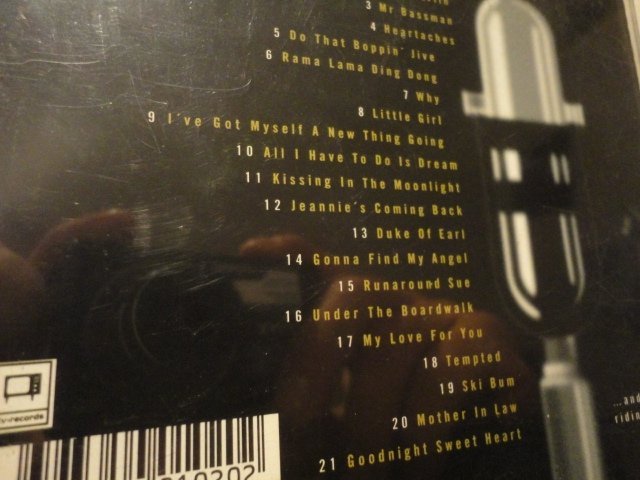 3 Mr Bassman
4 Heartaches
5 Do That Boppin' Jive
6 Rama Lama Ding Dong
7 Why
8 Little Girl
9 I've Got Myself A New Thing Going
10 All I Have To Do Is Dream
11 Kissing In The Moonlight
12 Jeannie's Coming Back
13 Duke Of Earl
14 Gonna Find My Angel
15 Runaround Sue
16 Under The Boardwalk
17 My Love For You
18 Tempted
19 Ski Bum
20 Mother In Law
21 Goodnight Sweet Heart
...and
ridin